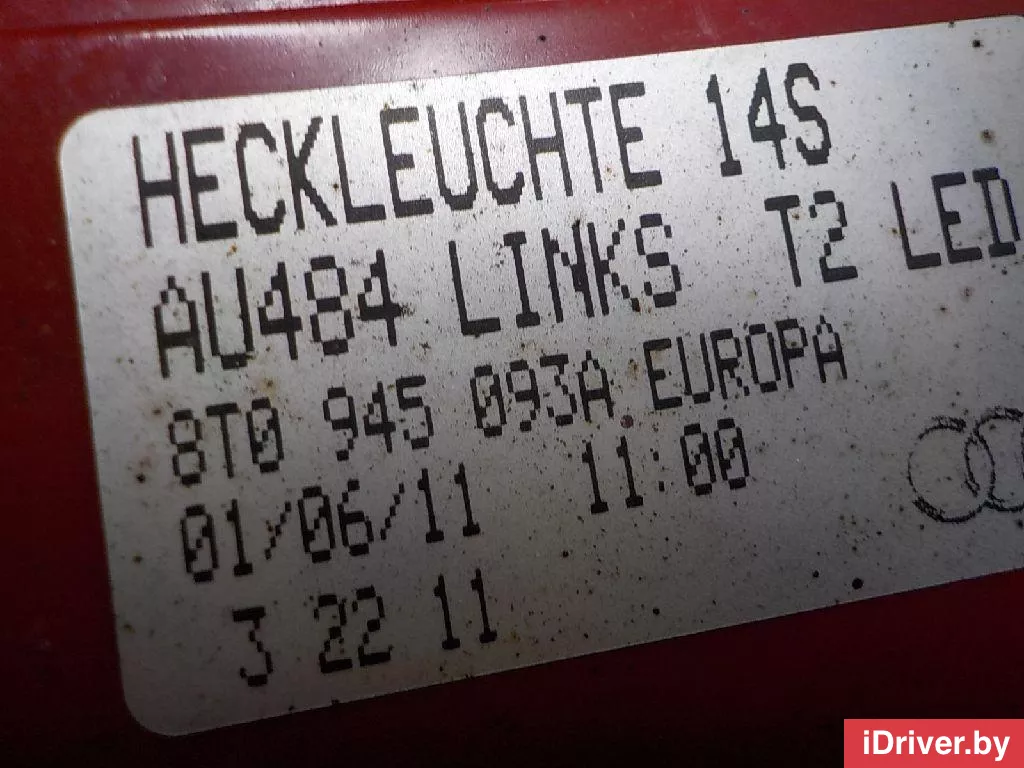 HECKLEUCHTE 14S
AU484 LINKS T2 LED
8T0 945 093A EUROPA
01/06/11 11:00
3 22 11
iDriver.by